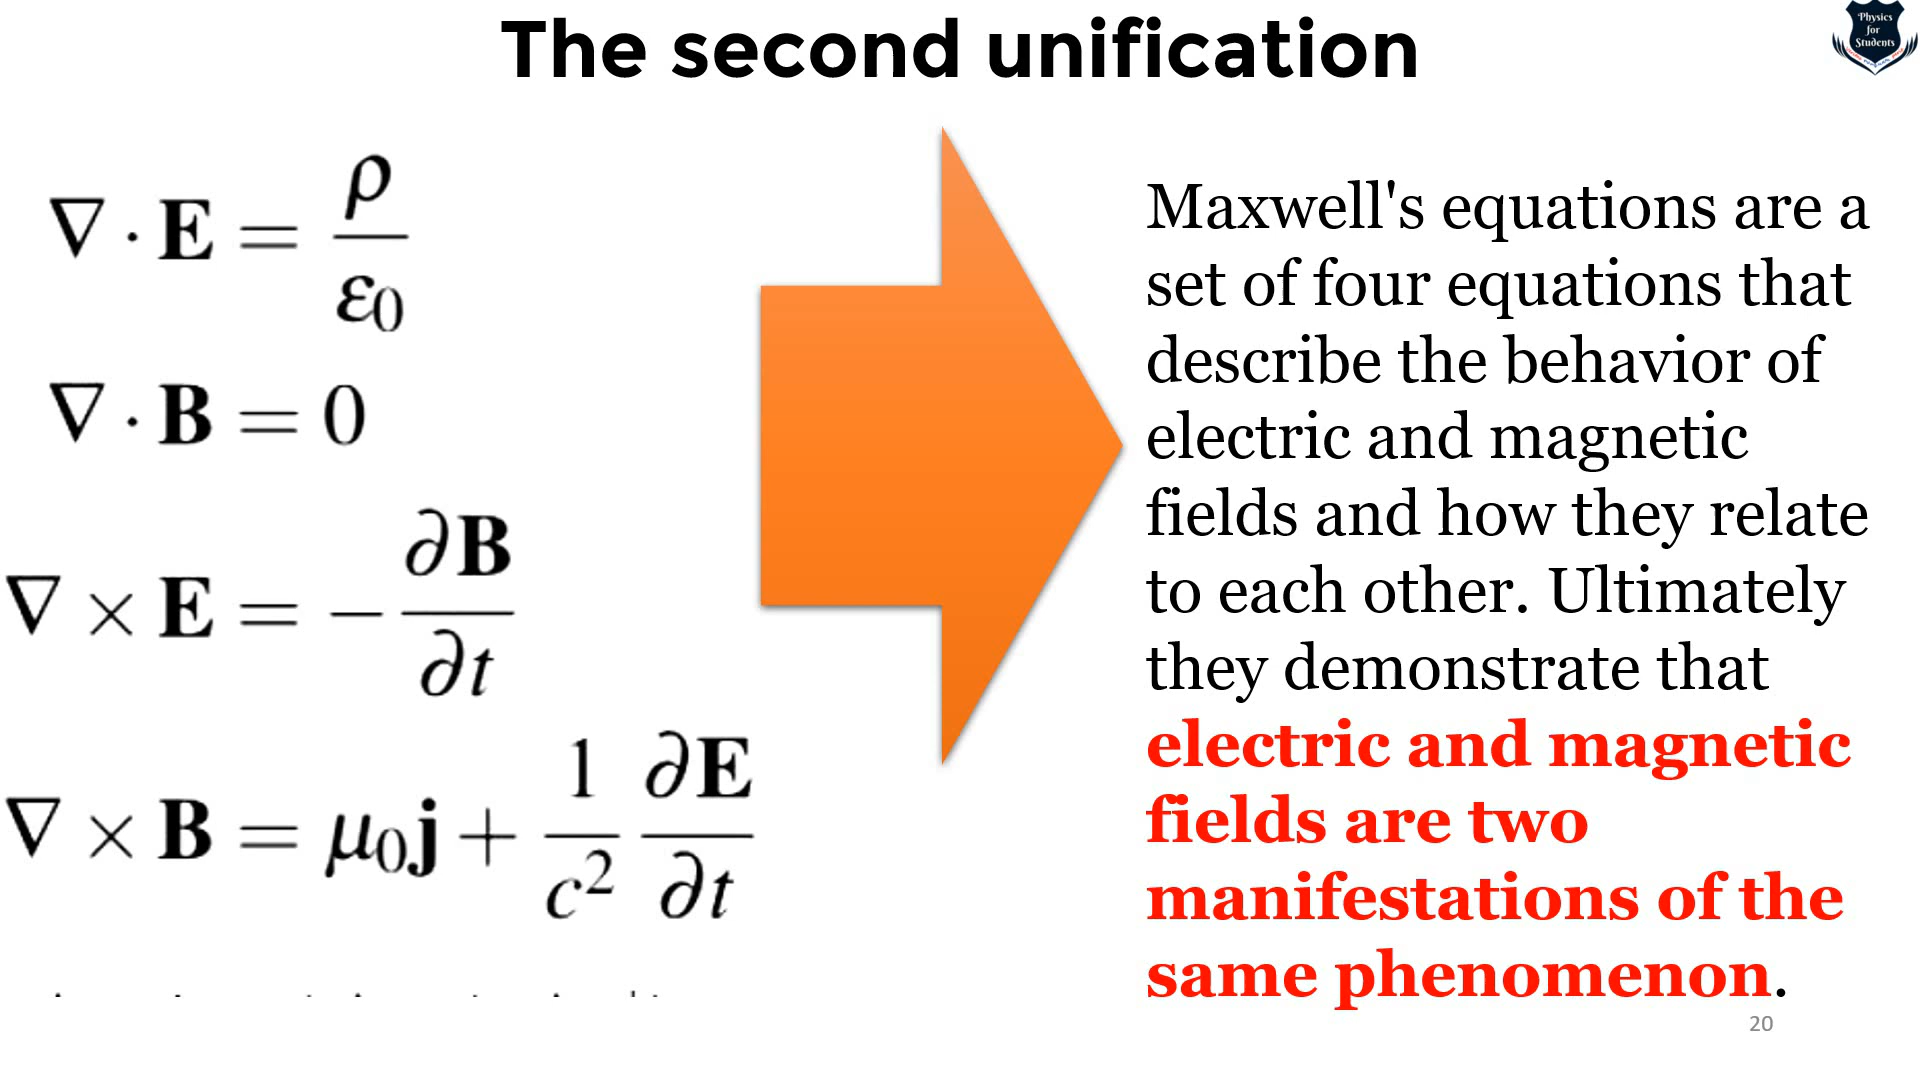 The second unification
Physics
for
Students
∇ · E = ρ/ε₀
∇ · B = 0
∇ × E = − ∂B/∂t
∇ × B = μ₀j + 1/c² ∂E/∂t
Maxwell's equations are a
set of four equations that
describe the behavior of
electric and magnetic
fields and how they relate
to each other. Ultimately
they demonstrate that
electric and magnetic
fields are two
manifestations of the
same phenomenon.
20